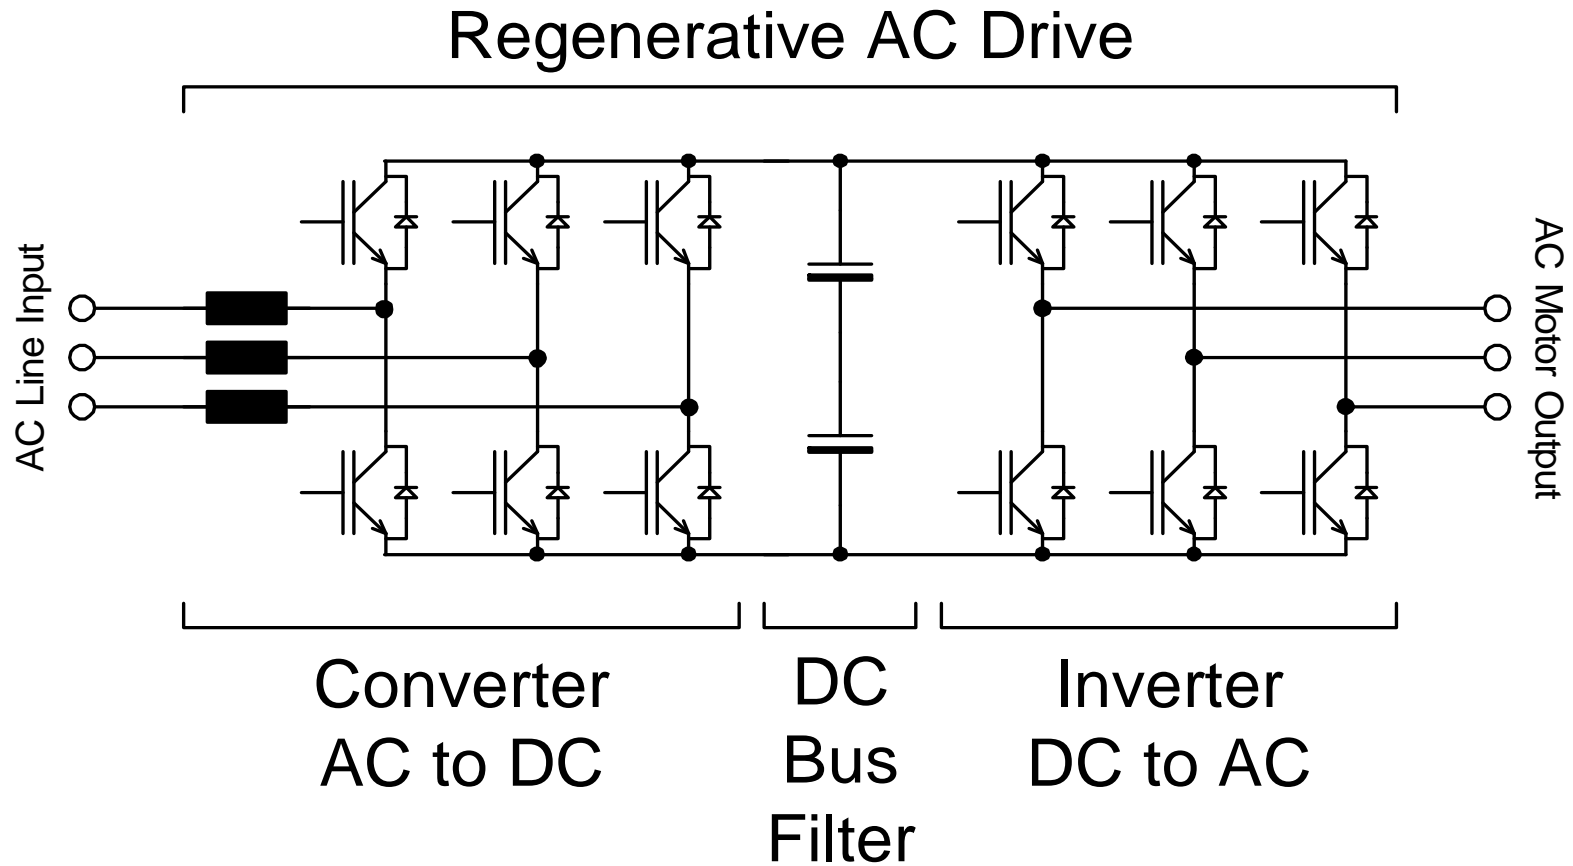 Regenerative AC Drive
AC Line Input
AC Motor Output
Converter
AC to DC
DC
Bus
Filter
Inverter
DC to AC